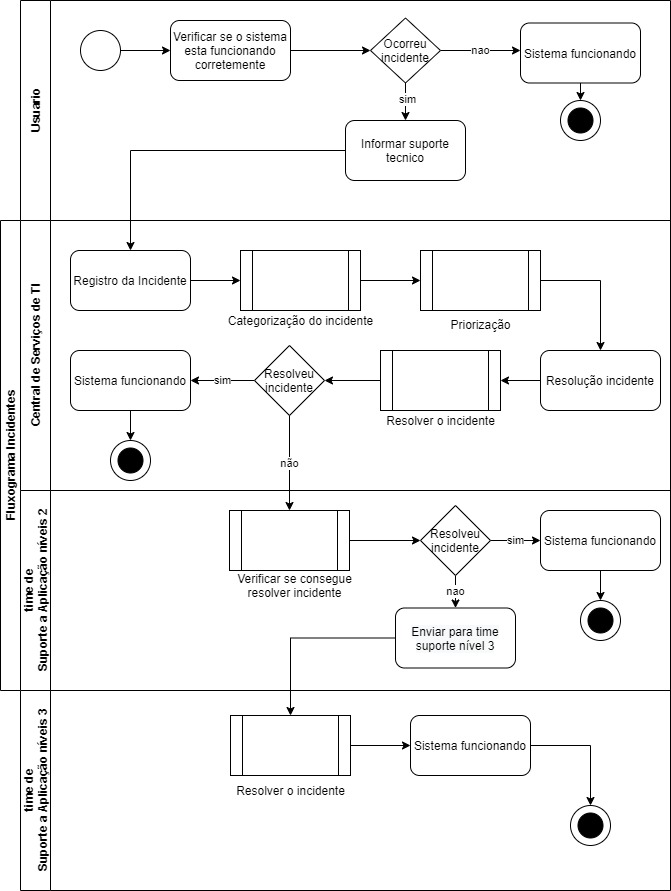 Fluxograma Incidentes
Usuario
Verificar se o sistema
esta funcionando
corretemente
Ocorreu
incidente
nao
Sistema funcionando
sim
Informar suporte
tecnico
Central de Serviços de TI
Registro da Incidente
Categorização do incidente
Priorização
Resolução incidente
Resolver o incidente
Resolveu
incidente
sim
Sistema funcionando
não
time de
Suporte a Aplicação níveis 2
Verificar se consegue
resolver incidente
Resolveu
incidente
sim
Sistema funcionando
nao
Enviar para time
suporte nível 3
time de
Suporte a Aplicação níveis 3
Resolver o incidente
Sistema funcionando